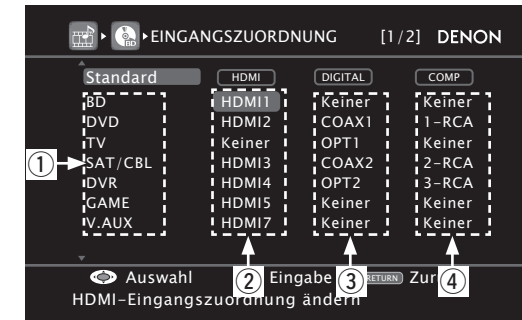 BD EINGANGSZUORDNUNG [1/2] DENON
Standard HDMI DIGITAL COMP
BD HDMI1 Keiner Keiner
DVD HDMI2 COAX1 1-RCA
TV Keiner OPT1 Keiner
① SAT/CBL HDMI3 COAX2 2-RCA
DVR HDMI4 OPT2 3-RCA
GAME HDMI5 Keiner Keiner
V.AUX HDMI7 Keiner Keiner
Auswahl ② Eingabe ③ RETURN Zur ④
HDMI-Eingangszuordnung ändern